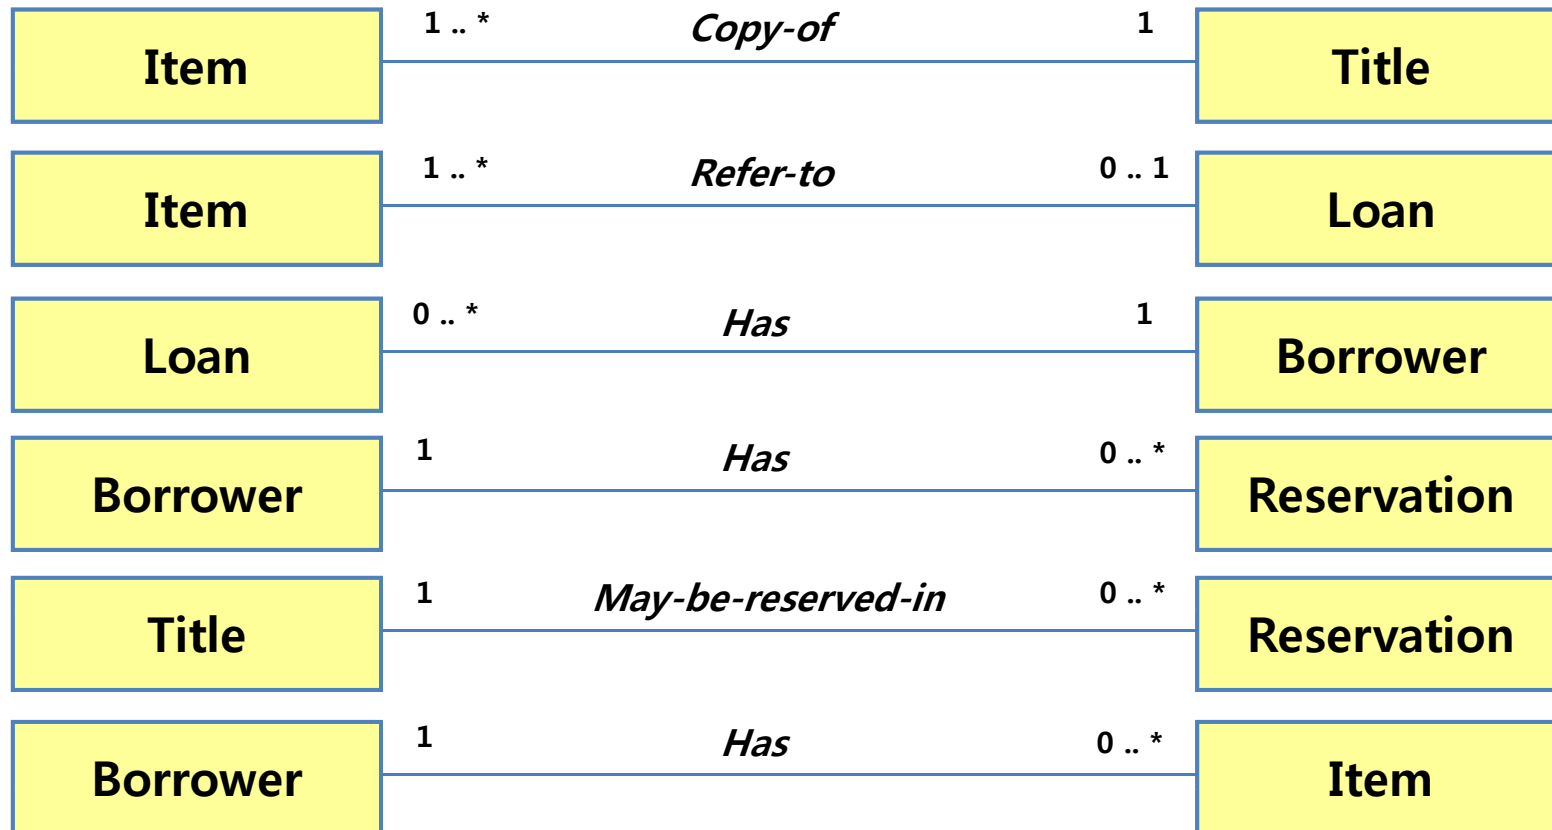 1 .. * Copy-of 1
Item Title
1 .. * Refer-to 0 .. 1
Item Loan
0 .. * Has 1
Loan Borrower
1 Has 0 .. *
Borrower Reservation
1 May-be-reserved-in 0 .. *
Title Reservation
1 Has 0 .. *
Borrower Item